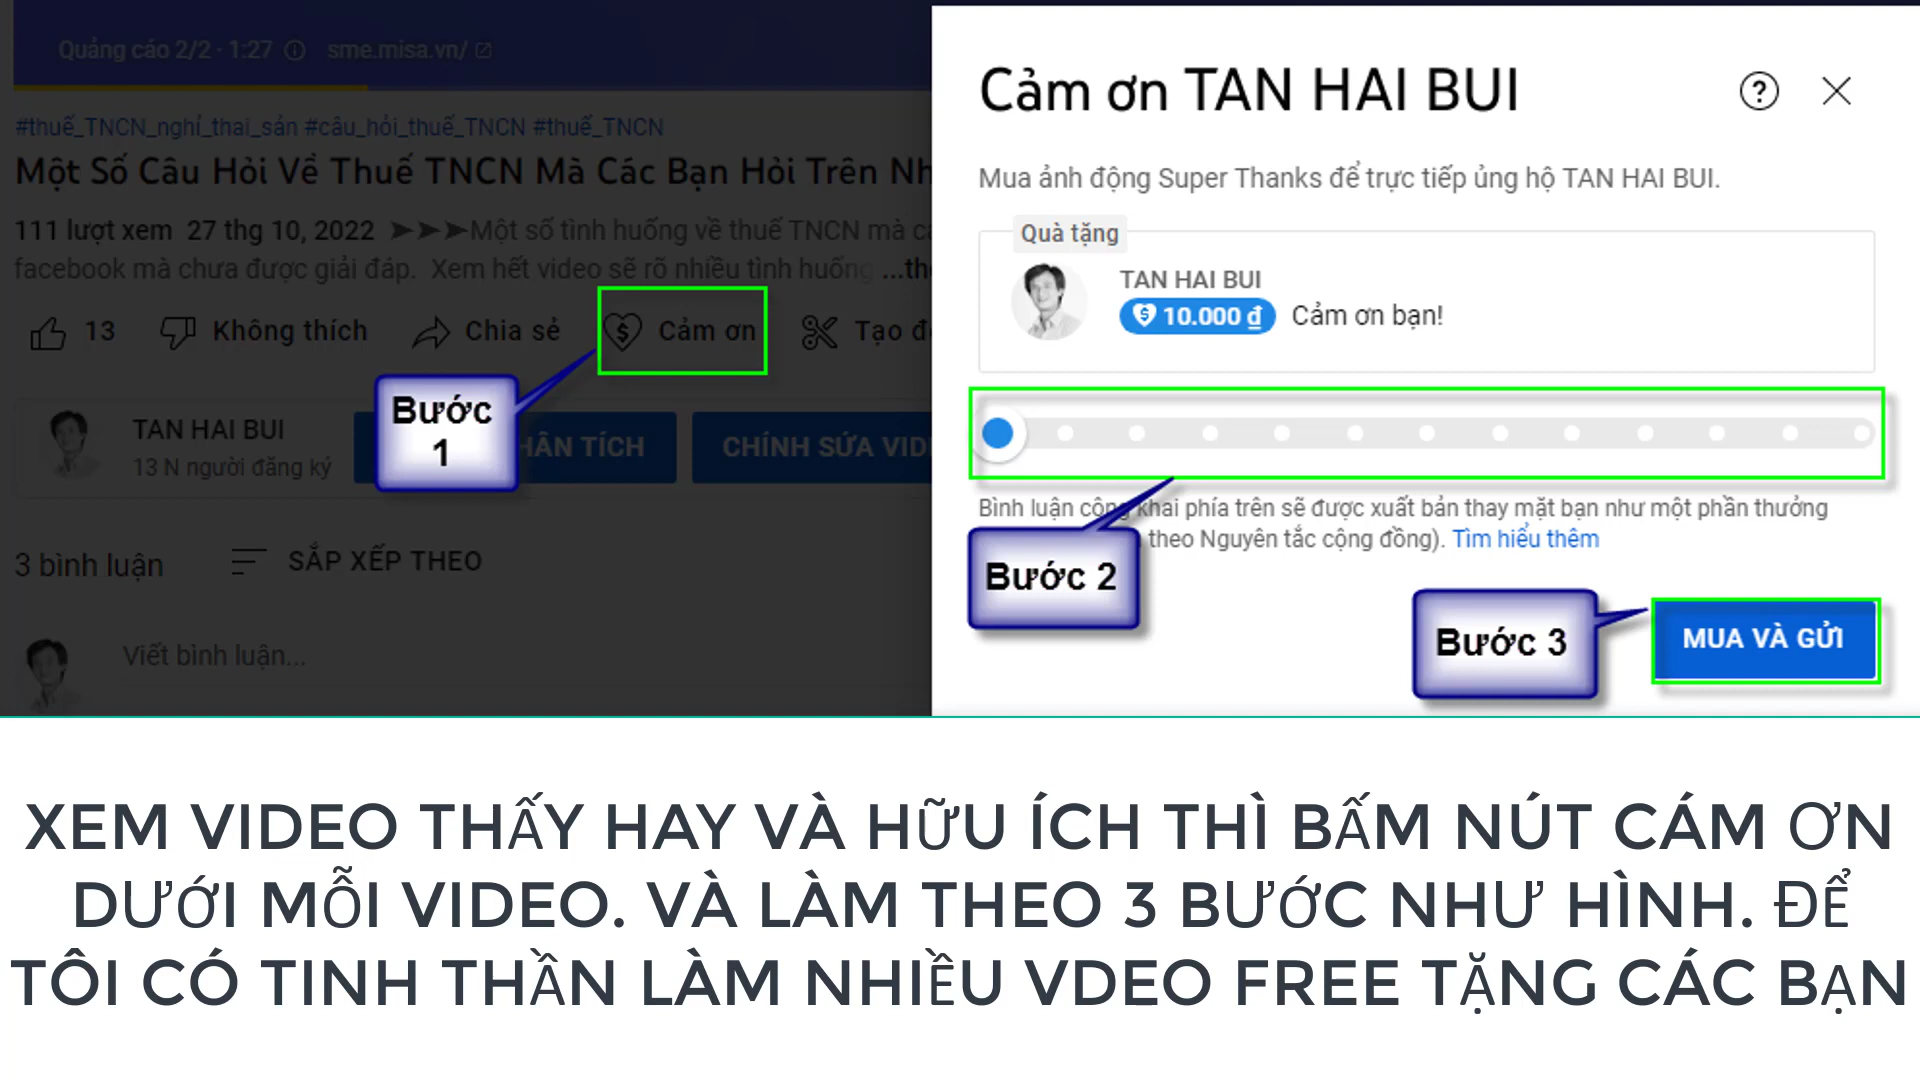 Quảng cáo 2/2 · 1:27 sme.misa.vn/
#thuế_TNCN_nghỉ_thai_sản #câu_hỏi_thuế_TNCN #thuế_TNCN
Một Số Câu Hỏi Về Thuế TNCN Mà Các Bạn Hỏi Trên Nh
111 lượt xem 27 thg 10, 2022 ➤➤➤Một số tình huống về thuế TNCN mà cá
facebook mà chưa được giải đáp. Xem hết video sẽ rõ nhiều tình huống ...th
13 Không thích Chia sẻ Cảm ơn Tạo đ
Bước
1
TAN HAI BUI
13 N người đăng ký
HÂN TÍCH
CHỈNH SỬA VID
3 bình luận SẮP XẾP THEO
Viết bình luận...
Cảm ơn TAN HAI BUI
Mua ảnh động Super Thanks để trực tiếp ủng hộ TAN HAI BUI.
Quà tặng
TAN HAI BUI
10.000 ₫ Cảm ơn bạn!
Bình luận công khai phía trên sẽ được xuất bản thay mặt bạn như một phần thưởng
theo Nguyên tắc cộng đồng). Tìm hiểu thêm
Bước 2
Bước 3
MUA VÀ GỬI
XEM VIDEO THẤY HAY VÀ HỮU ÍCH THÌ BẤM NÚT CÁM ƠN
DƯỚI MỖI VIDEO. VÀ LÀM THEO 3 BƯỚC NHƯ HÌNH. ĐỂ
TÔI CÓ TINH THẦN LÀM NHIỀU VDEO FREE TẶNG CÁC BẠN